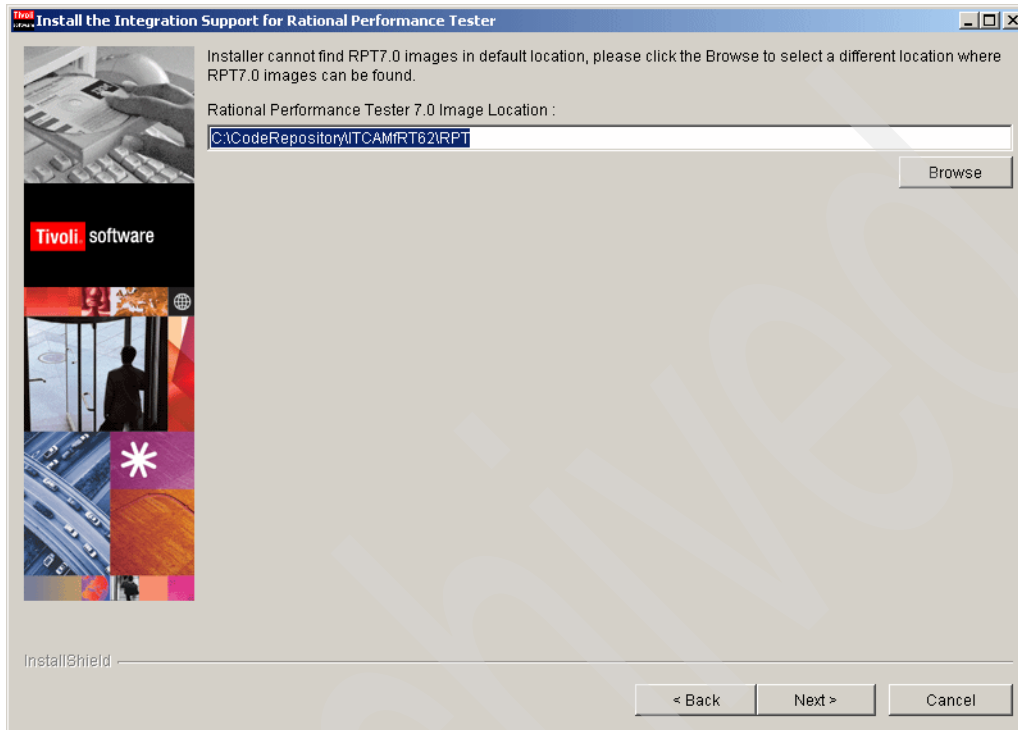 Install the Integration Support for Rational Performance Tester
Installer cannot find RPT7.0 images in default location, please click the Browse to select a different location where
RPT7.0 images can be found.
Rational Performance Tester 7.0 Image Location :
C:\CodeRepository\ITCAMfRT62\RPT
Browse
Tivoli. software
InstallShield
< Back
Next >
Cancel